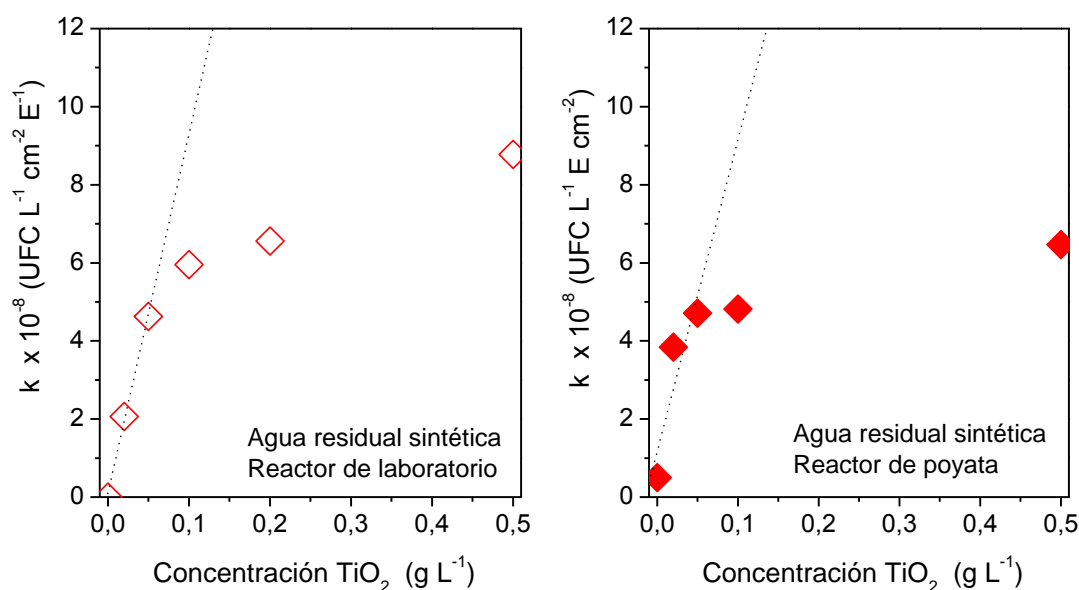 12
10
8
6
4
2
0
k x 10⁻⁸ (UFC L⁻¹ cm⁻² E⁻¹)
Agua residual sintética
Reactor de laboratorio
0,0 0,1 0,2 0,3 0,4 0,5
Concentración TiO₂ (g L⁻¹)
12
10
8
6
4
2
0
k x 10⁻⁸ (UFC L⁻¹ E cm⁻²)
Agua residual sintética
Reactor de poyata
0,0 0,1 0,2 0,3 0,4 0,5
Concentración TiO₂ (g L⁻¹)